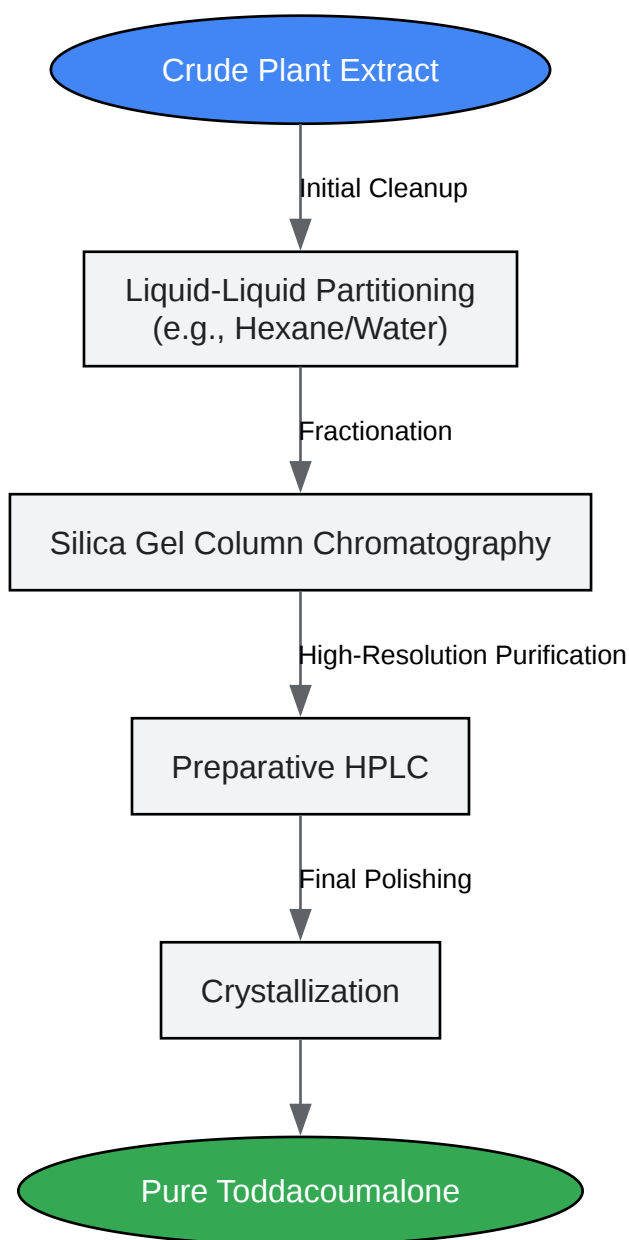 Crude Plant Extract
Initial Cleanup
Liquid-Liquid Partitioning
(e.g., Hexane/Water)
Fractionation
Silica Gel Column Chromatography
High-Resolution Purification
Preparative HPLC
Final Polishing
Crystallization
Pure Toddacoumalone